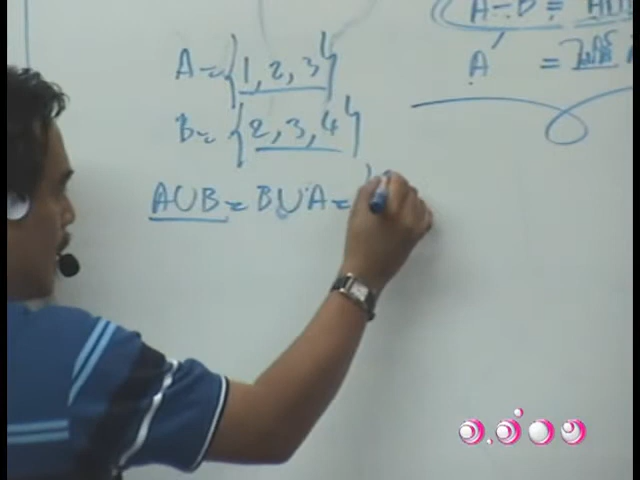 A-B =
A' =
A = {1, 2, 3}
B = {2, 3, 4}
A∪B = B∪A =